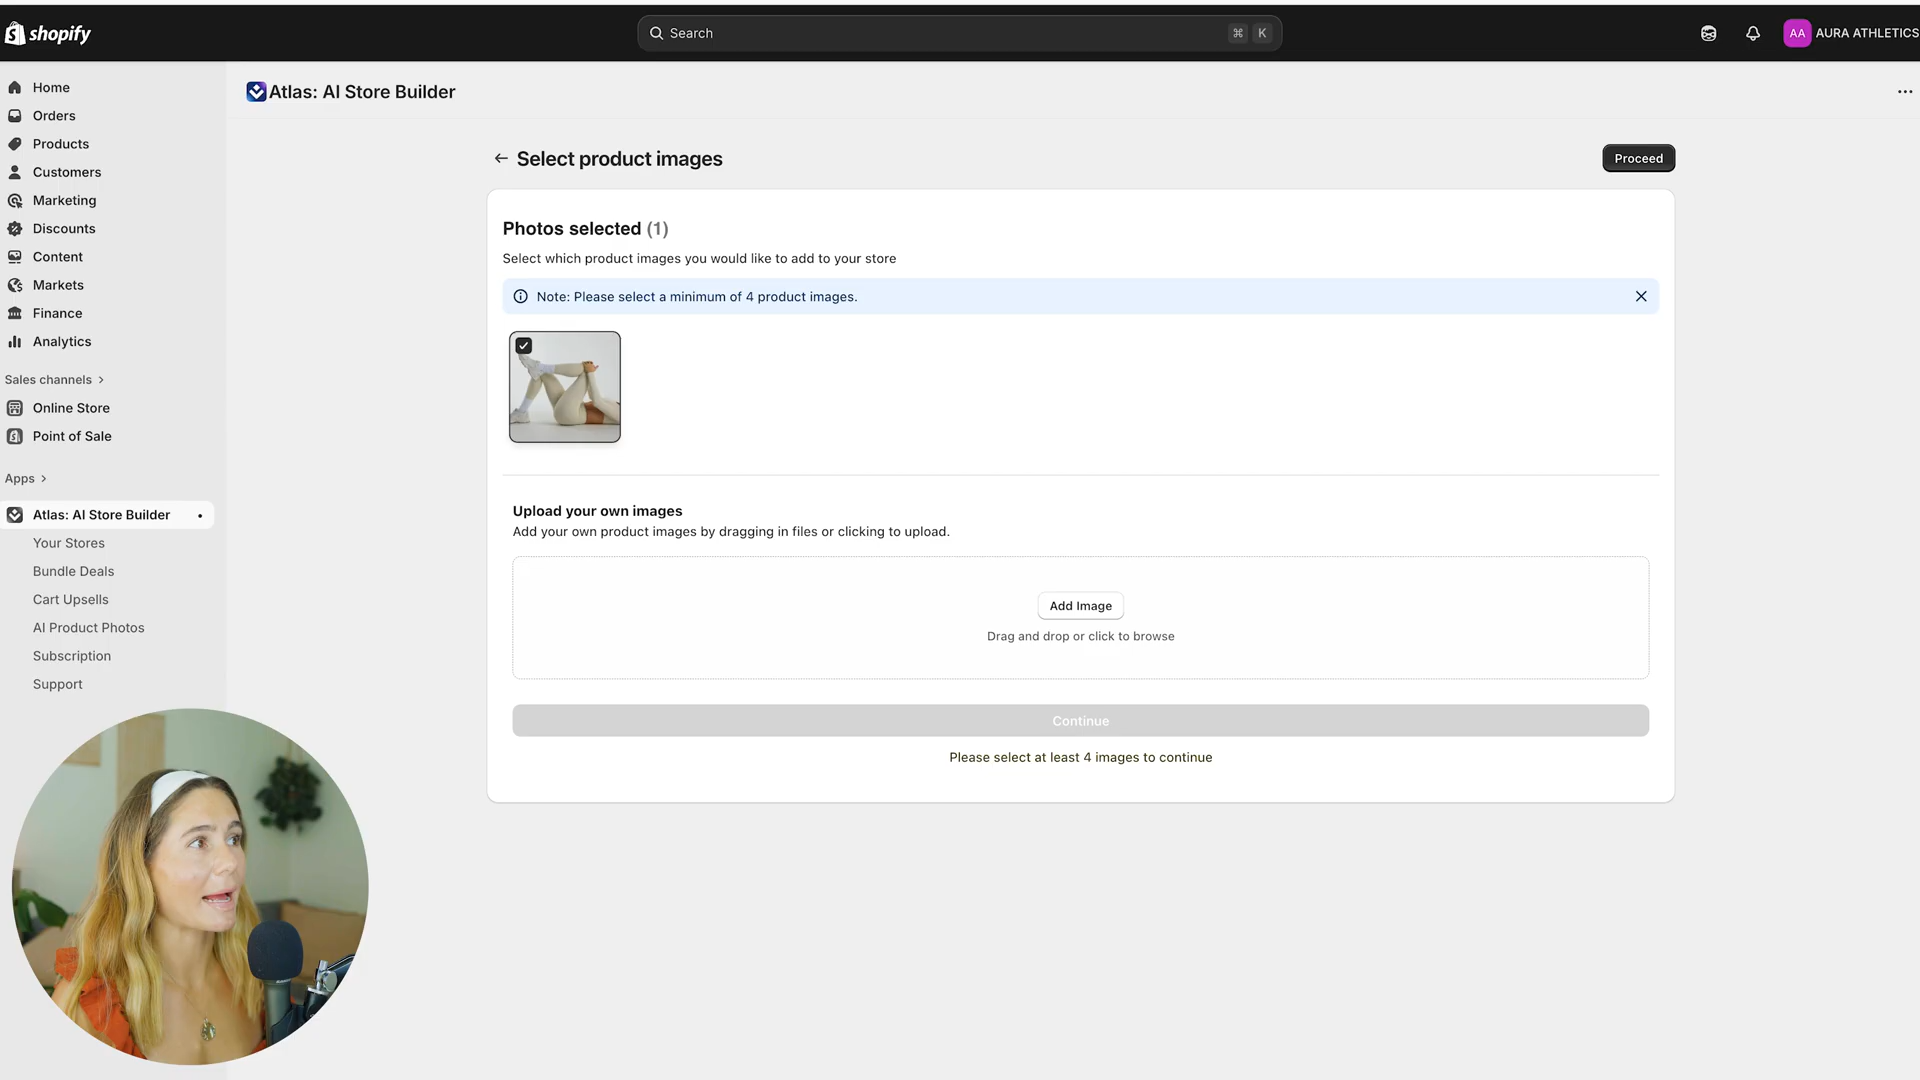 shopify
Search
⌘ K
AA AURA ATHLETICS
Home
Orders
Products
Customers
Marketing
Discounts
Content
Markets
Finance
Analytics
Sales channels
Online Store
Point of Sale
Apps
Atlas: AI Store Builder
Your Stores
Bundle Deals
Cart Upsells
AI Product Photos
Subscription
Support
Atlas: AI Store Builder
Select product images
Proceed
Photos selected (1)
Select which product images you would like to add to your store
Note: Please select a minimum of 4 product images.
Upload your own images
Add your own product images by dragging in files or clicking to upload.
Add Image
Drag and drop or click to browse
Continue
Please select at least 4 images to continue